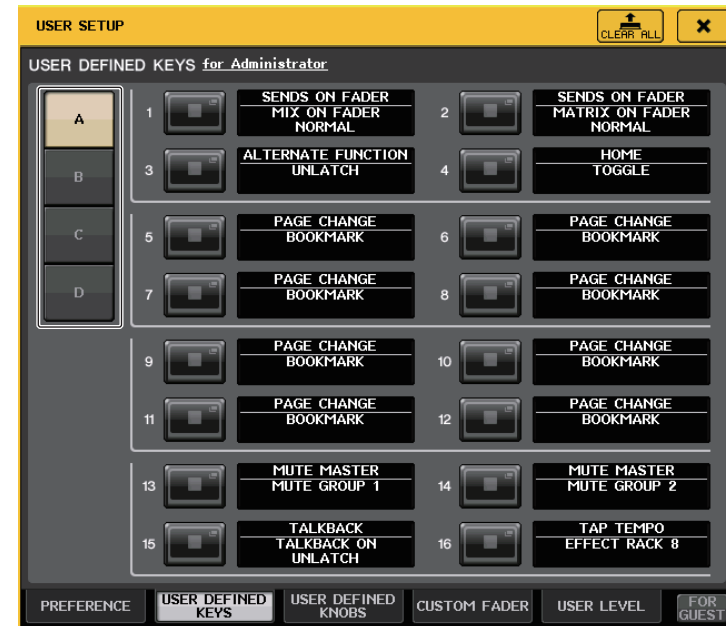 USER SETUP
CLEAR ALL
USER DEFINED KEYS for Administrator
A
B
C
D
1
SENDS ON FADER
MIX ON FADER
NORMAL
2
SENDS ON FADER
MATRIX ON FADER
NORMAL
3
ALTERNATE FUNCTION
UNLATCH
4
HOME
TOGGLE
5
PAGE CHANGE
BOOKMARK
6
PAGE CHANGE
BOOKMARK
7
PAGE CHANGE
BOOKMARK
8
PAGE CHANGE
BOOKMARK
9
PAGE CHANGE
BOOKMARK
10
PAGE CHANGE
BOOKMARK
11
PAGE CHANGE
BOOKMARK
12
PAGE CHANGE
BOOKMARK
13
MUTE MASTER
MUTE GROUP 1
14
MUTE MASTER
MUTE GROUP 2
15
TALKBACK
TALKBACK ON
UNLATCH
16
TAP TEMPO
EFFECT RACK 8
PREFERENCE
USER DEFINED
KEYS
USER DEFINED
KNOBS
CUSTOM FADER
USER LEVEL
FOR
GUEST